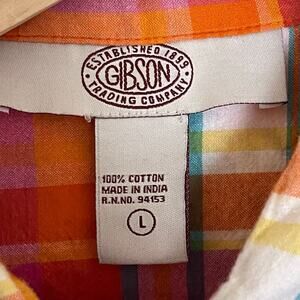 ESTABLISHED 1899
GIBSON
TRADING COMPANY
100% COTTON
MADE IN INDIA
R.N.NO. 94153
L